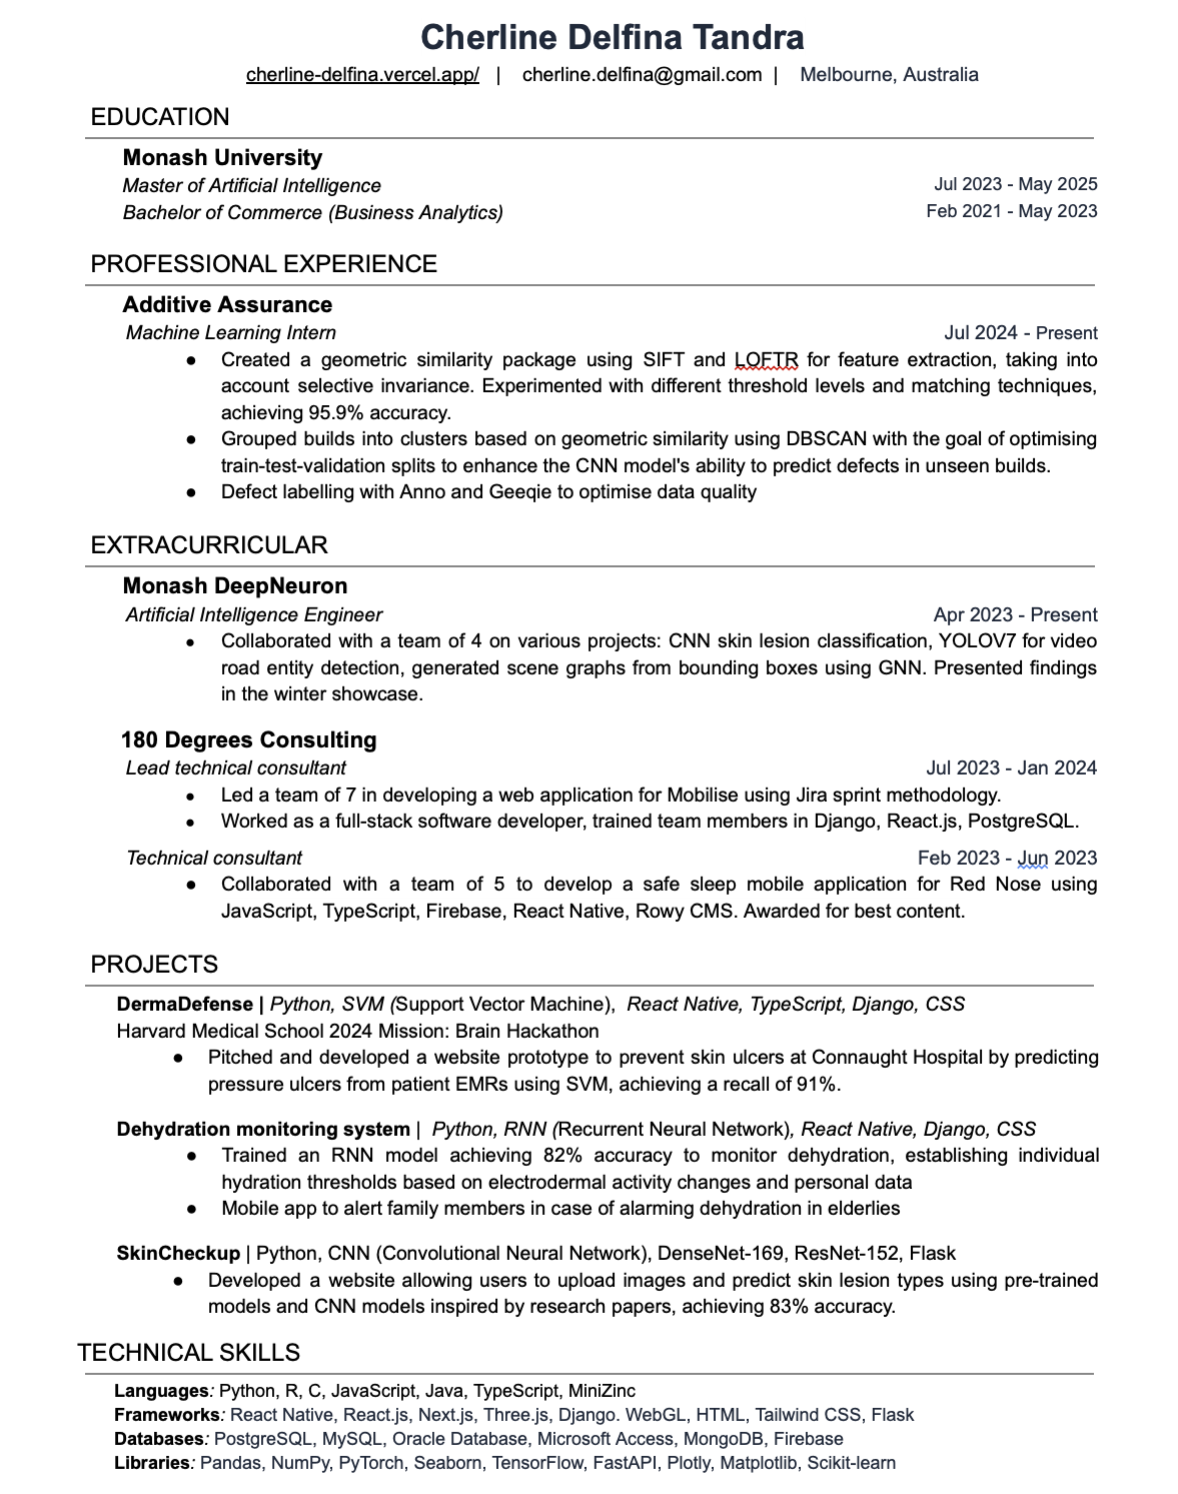 Cherline Delfina Tandra
cherline-delfina.vercel.app/ | cherline.delfina@gmail.com | Melbourne, Australia
EDUCATION
Monash University
Master of Artificial Intelligence Jul 2023 - May 2025
Bachelor of Commerce (Business Analytics) Feb 2021 - May 2023
PROFESSIONAL EXPERIENCE
Additive Assurance
Machine Learning Intern Jul 2024 - Present
● Created a geometric similarity package using SIFT and LOFTR for feature extraction, taking into
account selective invariance. Experimented with different threshold levels and matching techniques,
achieving 95.9% accuracy.
● Grouped builds into clusters based on geometric similarity using DBSCAN with the goal of optimising
train-test-validation splits to enhance the CNN model's ability to predict defects in unseen builds.
● Defect labelling with Anno and Geeqie to optimise data quality
EXTRACURRICULAR
Monash DeepNeuron
Artificial Intelligence Engineer Apr 2023 - Present
● Collaborated with a team of 4 on various projects: CNN skin lesion classification, YOLOV7 for video
road entity detection, generated scene graphs from bounding boxes using GNN. Presented findings
in the winter showcase.
180 Degrees Consulting
Lead technical consultant Jul 2023 - Jan 2024
● Led a team of 7 in developing a web application for Mobilise using Jira sprint methodology.
● Worked as a full-stack software developer, trained team members in Django, React.js, PostgreSQL.
Technical consultant Feb 2023 - Jun 2023
● Collaborated with a team of 5 to develop a safe sleep mobile application for Red Nose using
JavaScript, TypeScript, Firebase, React Native, Rowy CMS. Awarded for best content.
PROJECTS
DermaDefense | Python, SVM (Support Vector Machine), React Native, TypeScript, Django, CSS
Harvard Medical School 2024 Mission: Brain Hackathon
● Pitched and developed a website prototype to prevent skin ulcers at Connaught Hospital by predicting
pressure ulcers from patient EMRs using SVM, achieving a recall of 91%.
Dehydration monitoring system | Python, RNN (Recurrent Neural Network), React Native, Django, CSS
● Trained an RNN model achieving 82% accuracy to monitor dehydration, establishing individual
hydration thresholds based on electrodermal activity changes and personal data
● Mobile app to alert family members in case of alarming dehydration in elderlies
SkinCheckup | Python, CNN (Convolutional Neural Network), DenseNet-169, ResNet-152, Flask
● Developed a website allowing users to upload images and predict skin lesion types using pre-trained
models and CNN models inspired by research papers, achieving 83% accuracy.
TECHNICAL SKILLS
Languages: Python, R, C, JavaScript, Java, TypeScript, MiniZinc
Frameworks: React Native, React.js, Next.js, Three.js, Django. WebGL, HTML, Tailwind CSS, Flask
Databases: PostgreSQL, MySQL, Oracle Database, Microsoft Access, MongoDB, Firebase
Libraries: Pandas, NumPy, PyTorch, Seaborn, TensorFlow, FastAPI, Plotly, Matplotlib, Scikit-learn